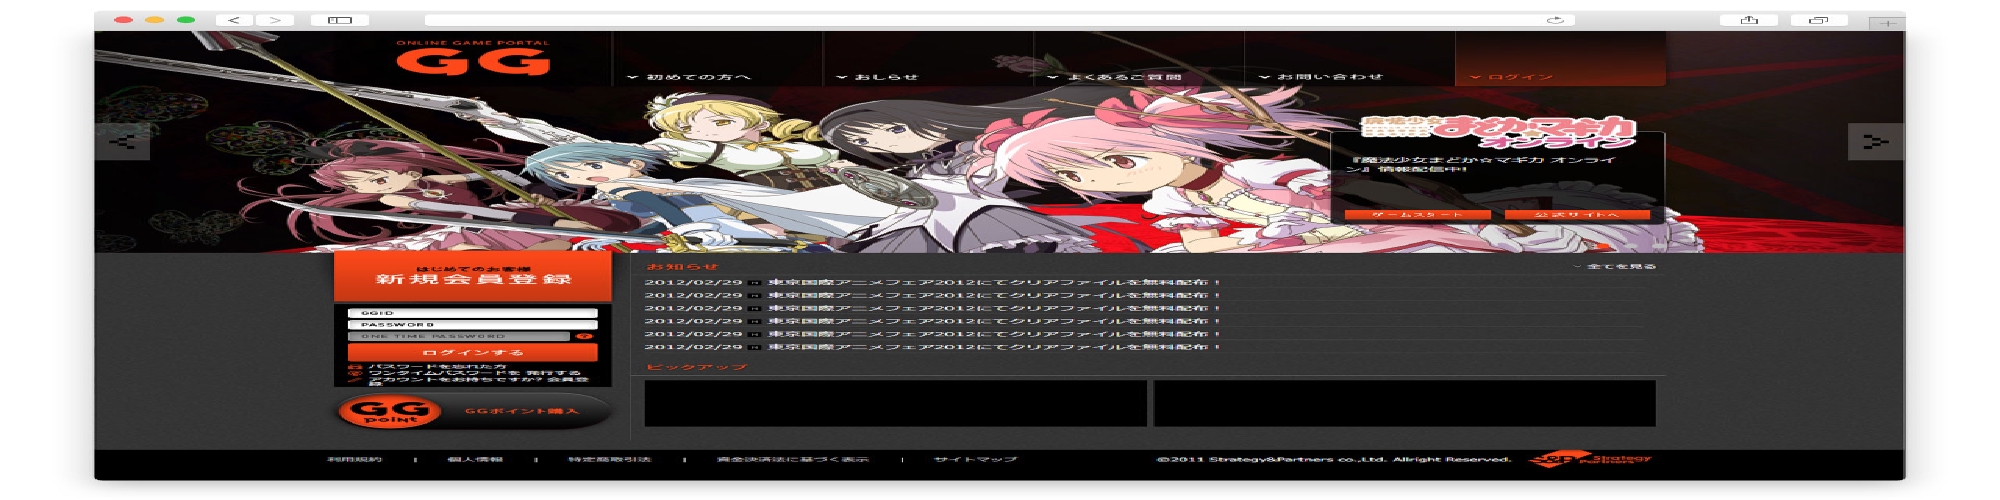 ONLINE GAME PORTAL
GG
初めての方へ
おしらせ
よくあるご質問
お問い合わせ
ログイン
魔法少女まどか☆マギカ
オンライン
『魔法少女まどか☆マギカ オンライ
ン』情報配信中!
ゲームスタート
公式サイトへ
はじめてのお客様
新規会員登録
GGID
PASSWORD
ONE TIME PASSWORD
?
ログインする
パスワードを忘れた方
ワンタイムパスワードを 発行する
アカウントをお持ちですか? 会員登
録
GG
point
GGポイント購入
お知らせ
全てを見る
2012/02/29 東京国際アニメフェア2012にてクリアファイルを無料配布！
2012/02/29 東京国際アニメフェア2012にてクリアファイルを無料配布！
2012/02/29 東京国際アニメフェア2012にてクリアファイルを無料配布！
2012/02/29 東京国際アニメフェア2012にてクリアファイルを無料配布！
2012/02/29 東京国際アニメフェア2012にてクリアファイルを無料配布！
2012/02/29 東京国際アニメフェア2012にてクリアファイルを無料配布！
ピックアップ
利用規約 | 個人情報 | 特定商取引法 | 資金決済法に基づく表示 | サイトマップ
©2011 Strategy&Partners co.,Ltd. Allright Reserved.
Strategy
Partners